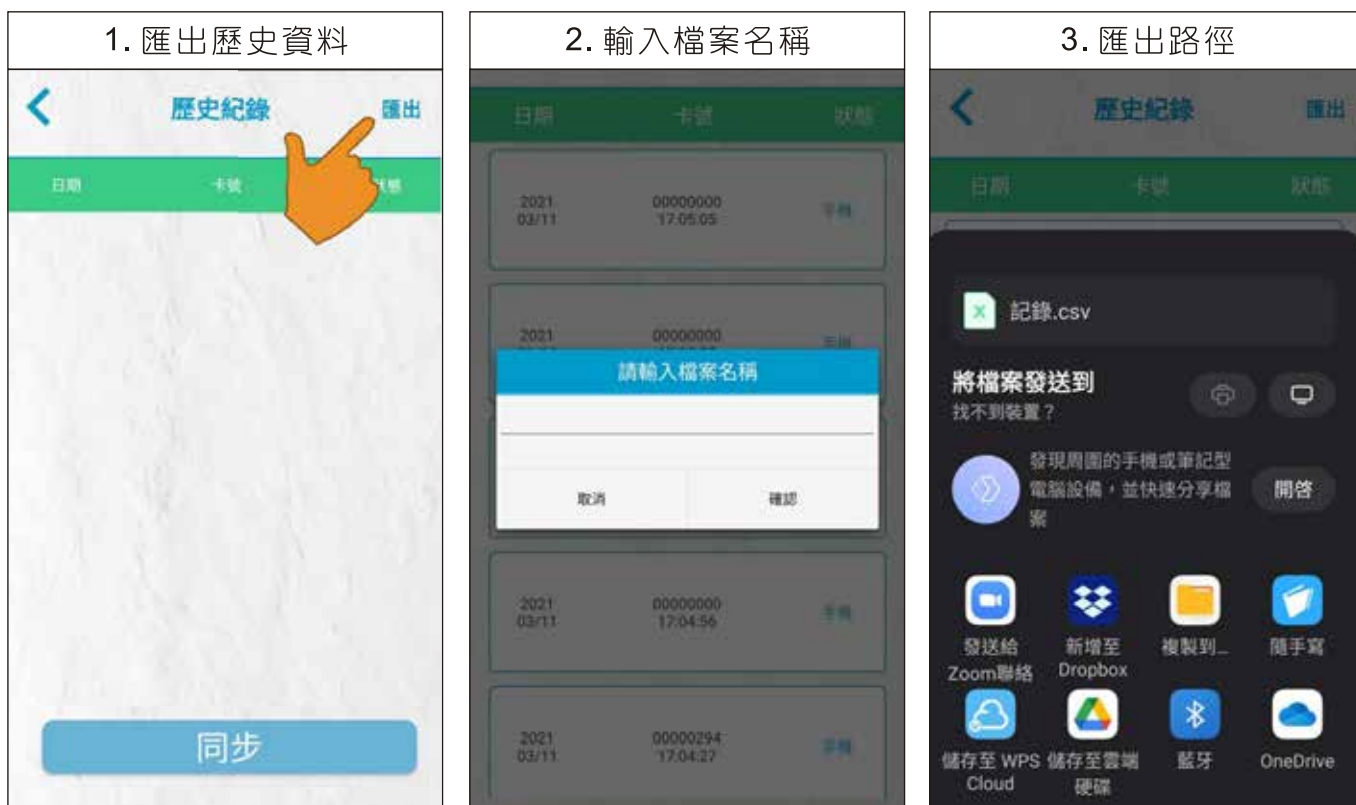 1. 匯出歷史資料
歷史紀錄
匯出
日期
卡號
同步
2. 輸入檔案名稱
日期
卡號
狀態
2021
03/11
00000000
17:05:05
手機
2021
00000000
請輸入檔案名稱
取消
確認
2021
03/11
00000000
17:04:56
手機
2021
03/11
00000294
17:04:27
手機
3. 匯出路徑
歷史紀錄
匯出
日期
卡號
狀態
記錄.csv
將檔案發送到
找不到裝置？
發現周圍的手機或筆記型
電腦設備，並快速分享檔
案
開啓
發送給
Zoom聯絡
新增至
Dropbox
複製到...
隨手寫
儲存至 WPS
Cloud
儲存至雲端
硬碟
藍牙
OneDrive